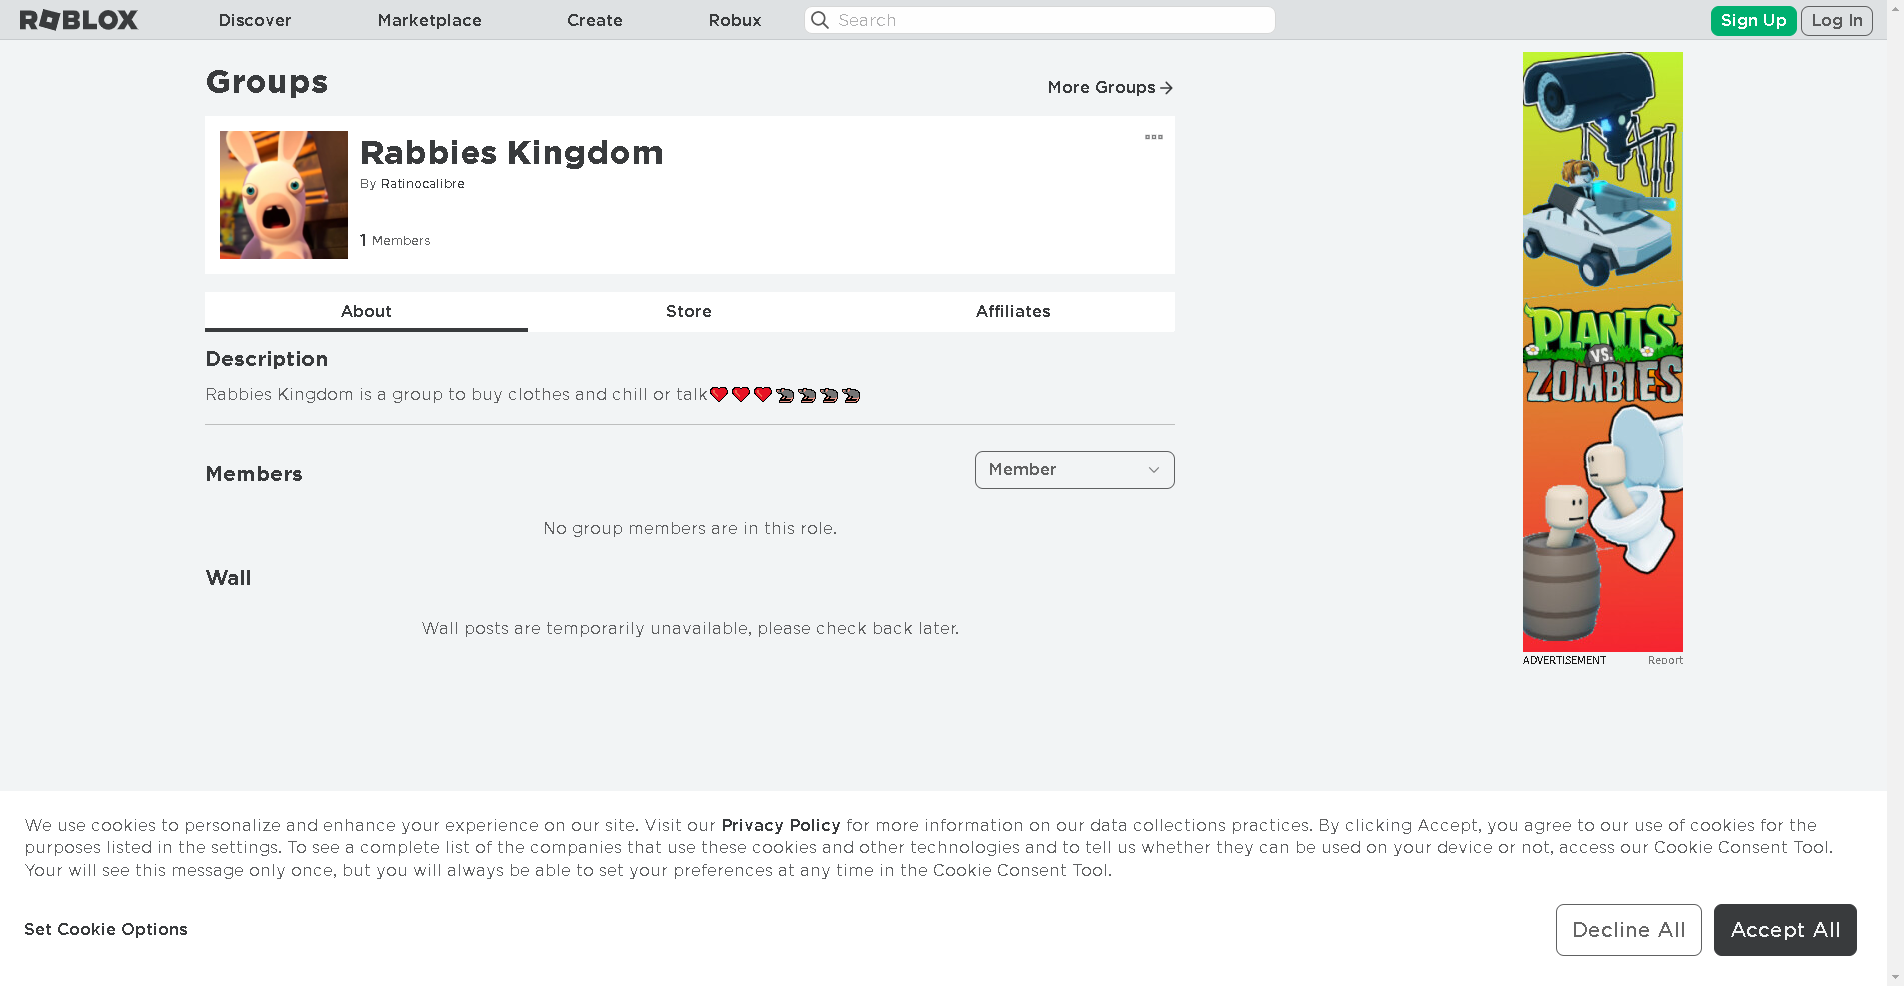 ROBLOX
Discover
Marketplace
Create
Robux
Search
Sign Up
Log In
Groups
More Groups
Rabbies Kingdom
By Ratinocalibre
1 Members
About
Store
Affiliates
Description
Rabbies Kingdom is a group to buy clothes and chill or talk❤️❤️❤️🐀🐀🐀🐀
Members
Member
No group members are in this role.
Wall
Wall posts are temporarily unavailable, please check back later.
PLANTS
VS.
ZOMBIES
ADVERTISEMENT
Report
We use cookies to personalize and enhance your experience on our site. Visit our Privacy Policy for more information on our data collections practices. By clicking Accept, you agree to our use of cookies for the
purposes listed in the settings. To see a complete list of the companies that use these cookies and other technologies and to tell us whether they can be used on your device or not, access our Cookie Consent Tool.
Your will see this message only once, but you will always be able to set your preferences at any time in the Cookie Consent Tool.
Set Cookie Options
Decline All
Accept All